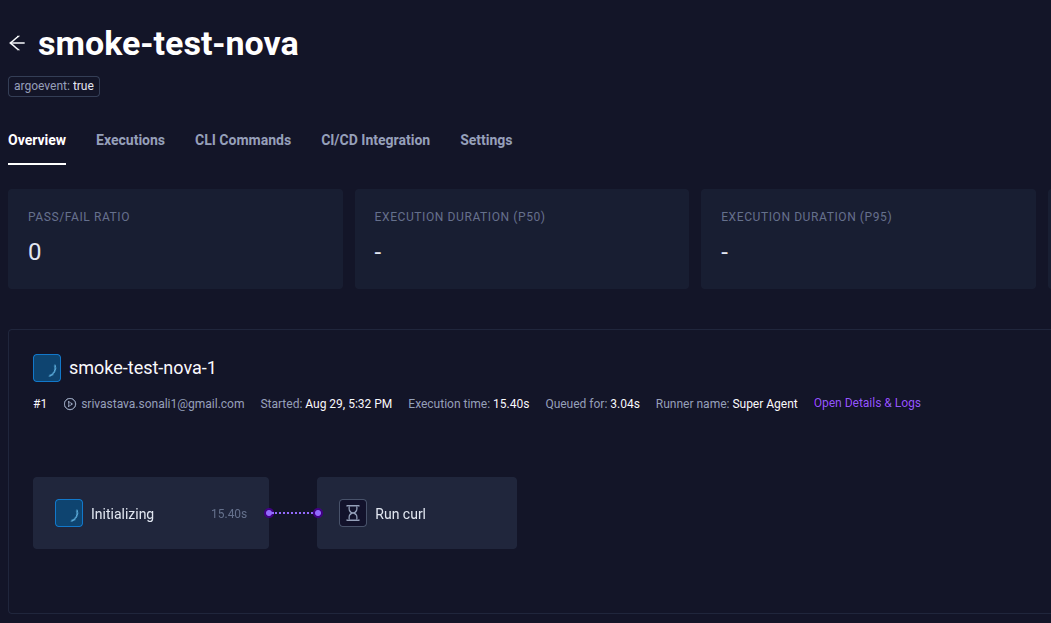 smoke-test-nova
argoevent: true
Overview Executions CLI Commands CI/CD Integration Settings
PASS/FAIL RATIO EXECUTION DURATION (P50) EXECUTION DURATION (P95)
0 - -
smoke-test-nova-1
#1 srivastava.sonali1@gmail.com Started: Aug 29, 5:32 PM Execution time: 15.40s Queued for: 3.04s Runner name: Super Agent Open Details & Logs
Initializing 15.40s Run curl